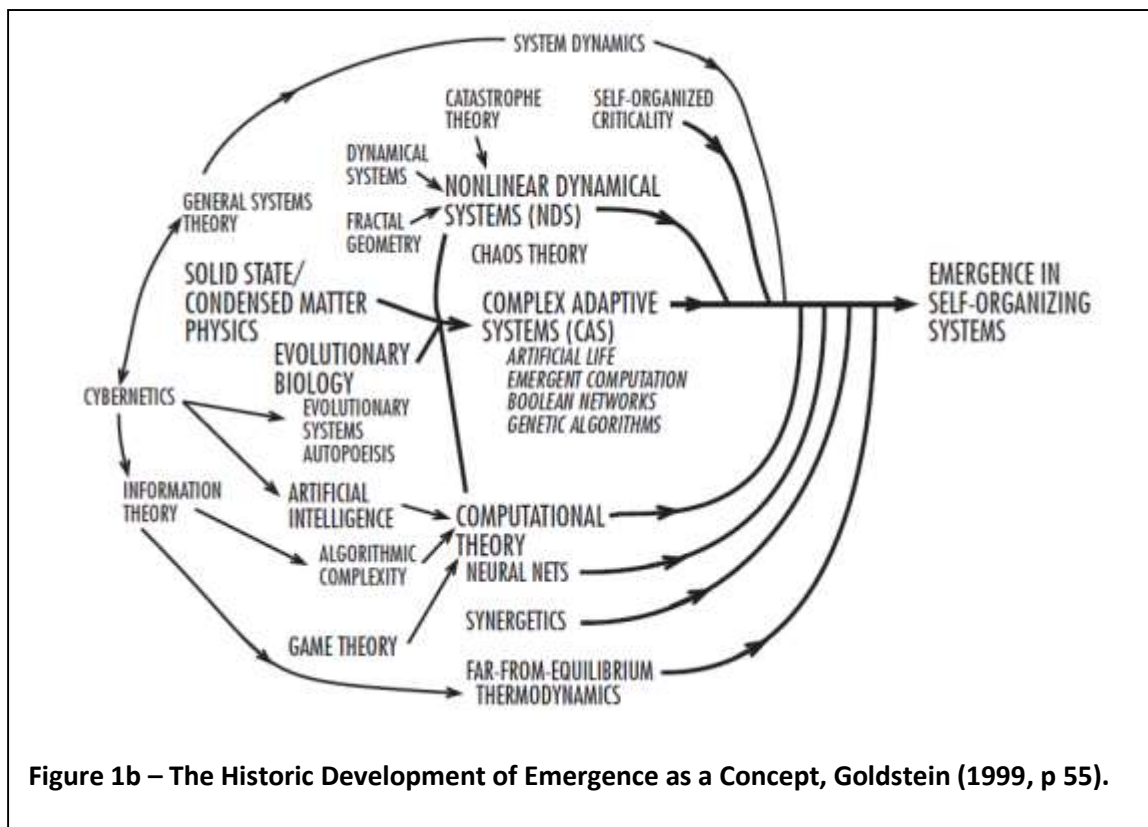 SYSTEM DYNAMICS
CATASTROPHE
THEORY
SELF-ORGANIZED
CRITICALITY
DYNAMICAL
SYSTEMS
NONLINEAR DYNAMICAL
SYSTEMS (NDS)
GENERAL SYSTEMS
THEORY
FRACTAL
GEOMETRY
CHAOS THEORY
SOLID STATE/
CONDENSED MATTER
PHYSICS
COMPLEX ADAPTIVE
SYSTEMS (CAS)
ARTIFICIAL LIFE
EMERGENT COMPUTATION
BOOLEAN NETWORKS
GENETIC ALGORITHMS
EMERGENCE IN
SELF-ORGANIZING
SYSTEMS
EVOLUTIONARY
BIOLOGY
EVOLUTIONARY
SYSTEMS
AUTOPOEISIS
CYBERNETICS
INFORMATION
THEORY
ARTIFICIAL
INTELLIGENCE
COMPUTATIONAL
THEORY
ALGORITHMIC
COMPLEXITY
NEURAL NETS
SYNERGETICS
GAME THEORY
FAR-FROM-EQUILIBRIUM
THERMODYNAMICS
Figure 1b – The Historic Development of Emergence as a Concept, Goldstein (1999, p 55).